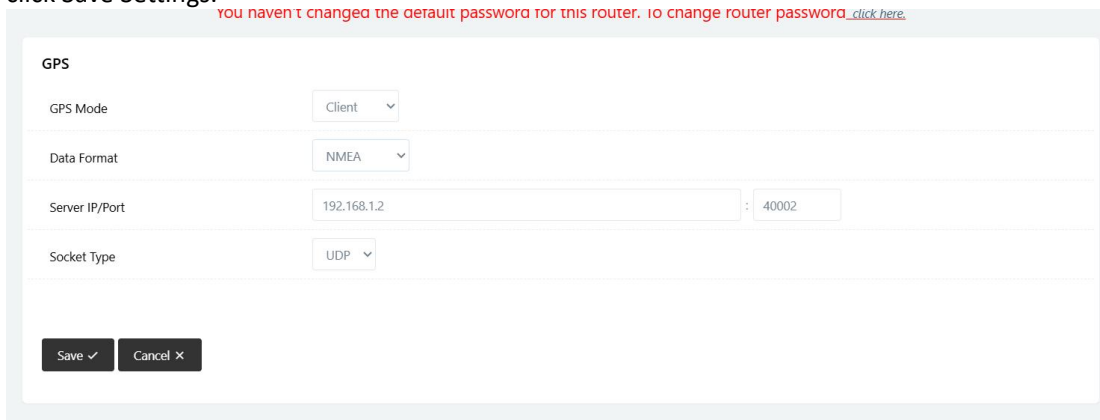 click Save Settings.
You haven't changed the default password for this router. To change router password click here.
GPS
GPS Mode Client
Data Format NMEA
Server IP/Port 192.168.1.2 : 40002
Socket Type UDP
Save ✓ Cancel ×